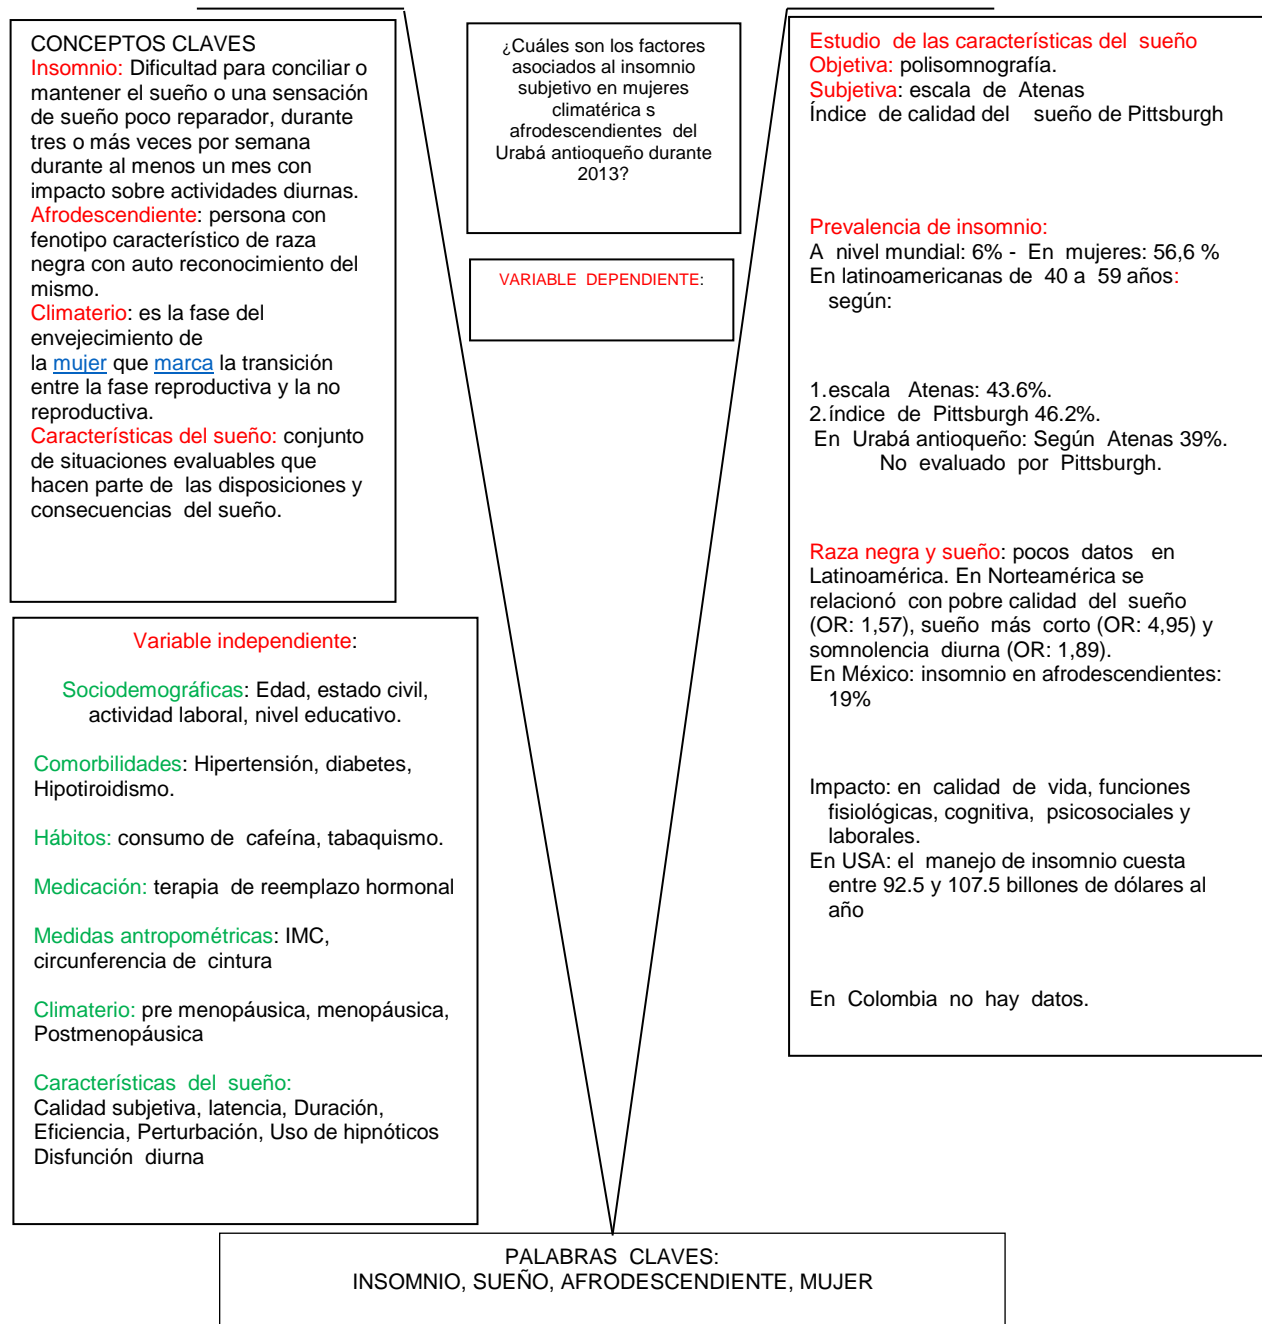 CONCEPTOS CLAVES
Insomnio: Dificultad para conciliar o
mantener el sueño o una sensación
de sueño poco reparador, durante
tres o más veces por semana
durante al menos un mes con
impacto sobre actividades diurnas.
Afrodescendiente: persona con
fenotipo característico de raza
negra con auto reconocimiento del
mismo.
Climaterio: es la fase del
envejecimiento de
la mujer que marca la transición
entre la fase reproductiva y la no
reproductiva.
Características del sueño: conjunto
de situaciones evaluables que
hacen parte de las disposiciones y
consecuencias del sueño.
Variable independiente:
Sociodemográficas: Edad, estado civil,
actividad laboral, nivel educativo.
Comorbilidades: Hipertensión, diabetes,
Hipotiroidismo.
Hábitos: consumo de cafeína, tabaquismo.
Medicación: terapia de reemplazo hormonal
Medidas antropométricas: IMC,
circunferencia de cintura
Climaterio: pre menopáusica, menopáusica,
Postmenopáusica
Características del sueño:
Calidad subjetiva, latencia, Duración,
Eficiencia, Perturbación, Uso de hipnóticos
Disfunción diurna
¿Cuáles son los factores
asociados al insomnio
subjetivo en mujeres
climatérica s
afrodescendientes del
Urabá antioqueño durante
2013?
VARIABLE DEPENDIENTE:
Estudio de las características del sueño
Objetiva: polisomnografía.
Subjetiva: escala de Atenas
Índice de calidad del sueño de Pittsburgh
Prevalencia de insomnio:
A nivel mundial: 6% - En mujeres: 56,6 %
En latinoamericanas de 40 a 59 años:
según:
1.escala Atenas: 43.6%.
2.índice de Pittsburgh 46.2%.
En Urabá antioqueño: Según Atenas 39%.
No evaluado por Pittsburgh.
Raza negra y sueño: pocos datos en
Latinoamérica. En Norteamérica se
relacionó con pobre calidad del sueño
(OR: 1,57), sueño más corto (OR: 4,95) y
somnolencia diurna (OR: 1,89).
En México: insomnio en afrodescendientes:
19%
Impacto: en calidad de vida, funciones
fisiológicas, cognitiva, psicosociales y
laborales.
En USA: el manejo de insomnio cuesta
entre 92.5 y 107.5 billones de dólares al
año
En Colombia no hay datos.
PALABRAS CLAVES:
INSOMNIO, SUEÑO, AFRODESCENDIENTE, MUJER